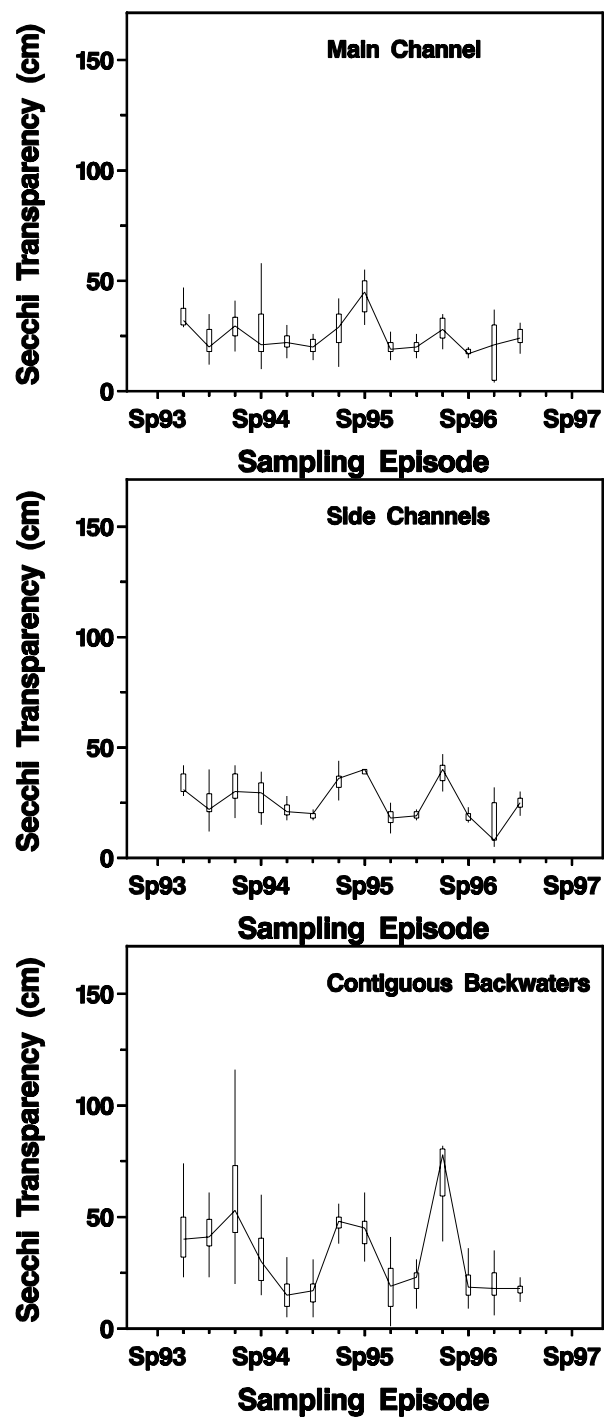 Main Channel
150
100
50
0
Secchi Transparency (cm)
Sp93 Sp94 Sp95 Sp96 Sp97
Sampling Episode
Side Channels
150
100
50
0
Secchi Transparency (cm)
Sp93 Sp94 Sp95 Sp96 Sp97
Sampling Episode
Contiguous Backwaters
150
100
50
0
Secchi Transparency (cm)
Sp93 Sp94 Sp95 Sp96 Sp97
Sampling Episode